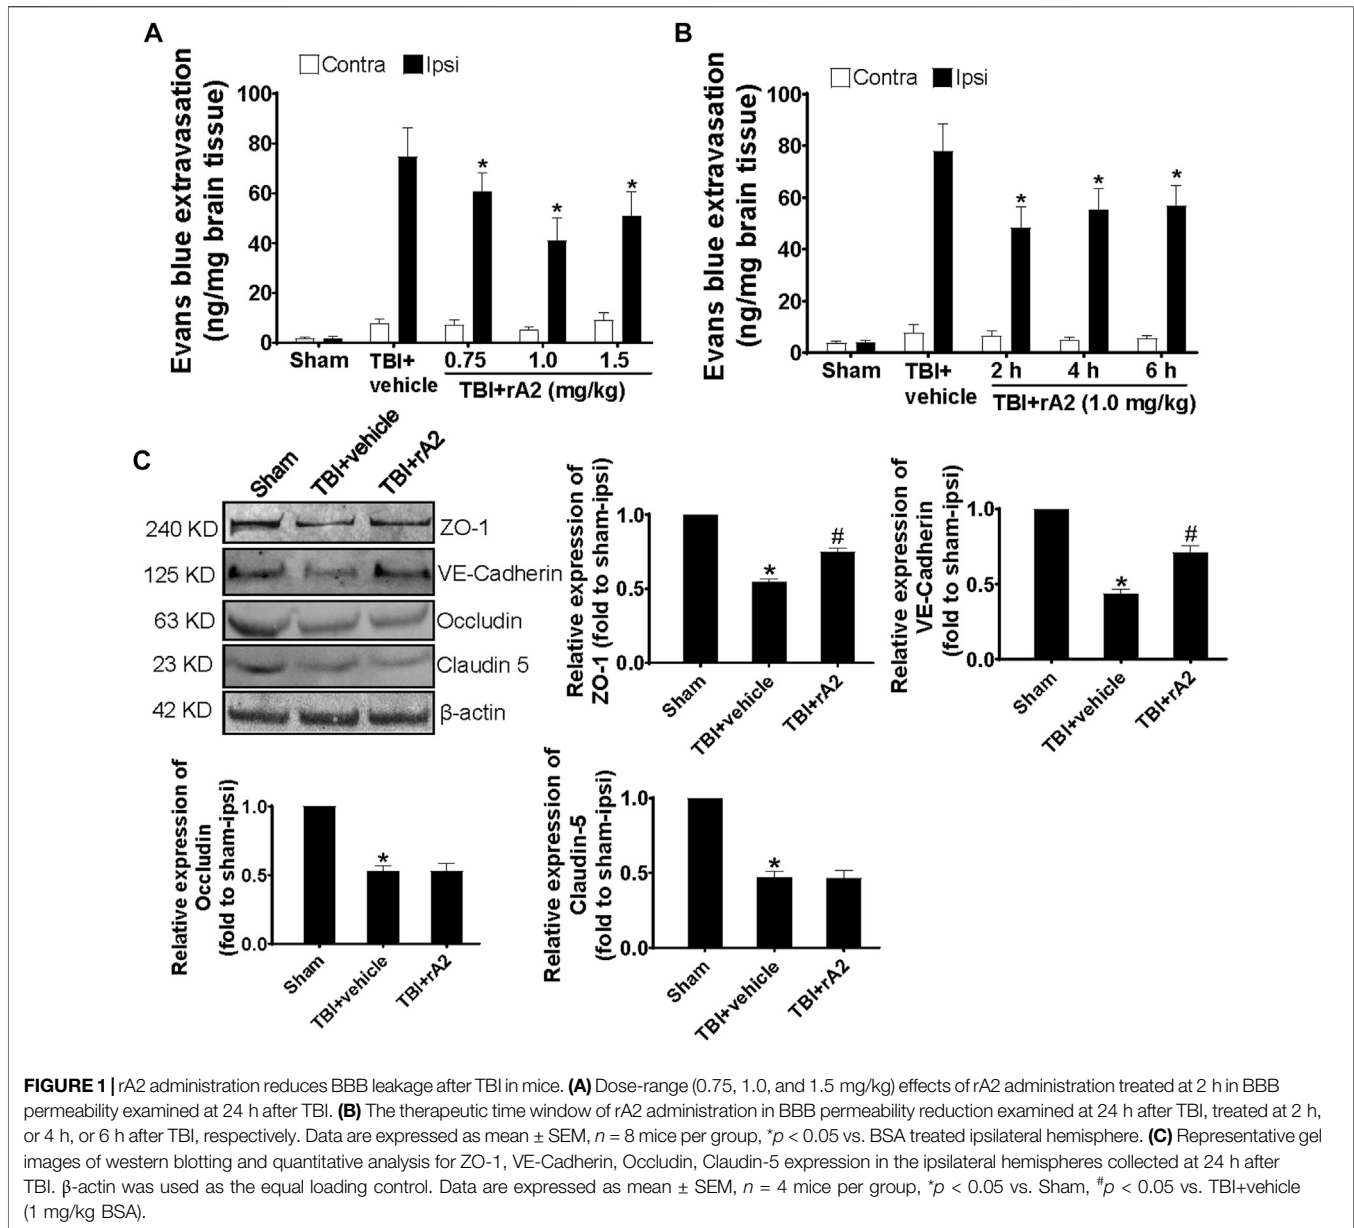 A
Contra Ipsi
Evans blue extravasation
(ng/mg brain tissue)
100
80
60
40
20
0
* * *
Sham TBI+ vehicle 0.75 1.0 1.5
TBI+rA2 (mg/kg)
B
Contra Ipsi
Evans blue extravasation
(ng/mg brain tissue)
100
80
60
40
20
0
* * *
Sham TBI+ vehicle 2 h 4 h 6 h
TBI+rA2 (1.0 mg/kg)
C
Sham TBI+vehicle TBI+rA2
240 KD ZO-1
125 KD VE-Cadherin
63 KD Occludin
23 KD Claudin 5
42 KD β-actin
Relative expression of
ZO-1 (fold to sham-ipsi)
1.0
0.5
0.0
* #
Sham TBI+vehicle TBI+rA2
Relative expression of
VE-Cadherin
(fold to sham-ipsi)
1.0
0.5
0.0
* #
Sham TBI+vehicle TBI+rA2
Relative expression of
Occludin
(fold to sham-ipsi)
1.0
0.5
0.0
*
Sham TBI+vehicle TBI+rA2
Relative expression of
Claudin-5
(fold to sham-ipsi)
1.0
0.5
0.0
*
Sham TBI+vehicle TBI+rA2
FIGURE 1 | rA2 administration reduces BBB leakage after TBI in mice. (A) Dose-range (0.75, 1.0, and 1.5 mg/kg) effects of rA2 administration treated at 2 h in BBB
permeability examined at 24 h after TBI. (B) The therapeutic time window of rA2 administration in BBB permeability reduction examined at 24 h after TBI, treated at 2 h,
or 4 h, or 6 h after TBI, respectively. Data are expressed as mean ± SEM, n = 8 mice per group, *p < 0.05 vs. BSA treated ipsilateral hemisphere. (C) Representative gel
images of western blotting and quantitative analysis for ZO-1, VE-Cadherin, Occludin, Claudin-5 expression in the ipsilateral hemispheres collected at 24 h after
TBI. β-actin was used as the equal loading control. Data are expressed as mean ± SEM, n = 4 mice per group, *p < 0.05 vs. Sham, #p < 0.05 vs. TBI+vehicle
(1 mg/kg BSA).